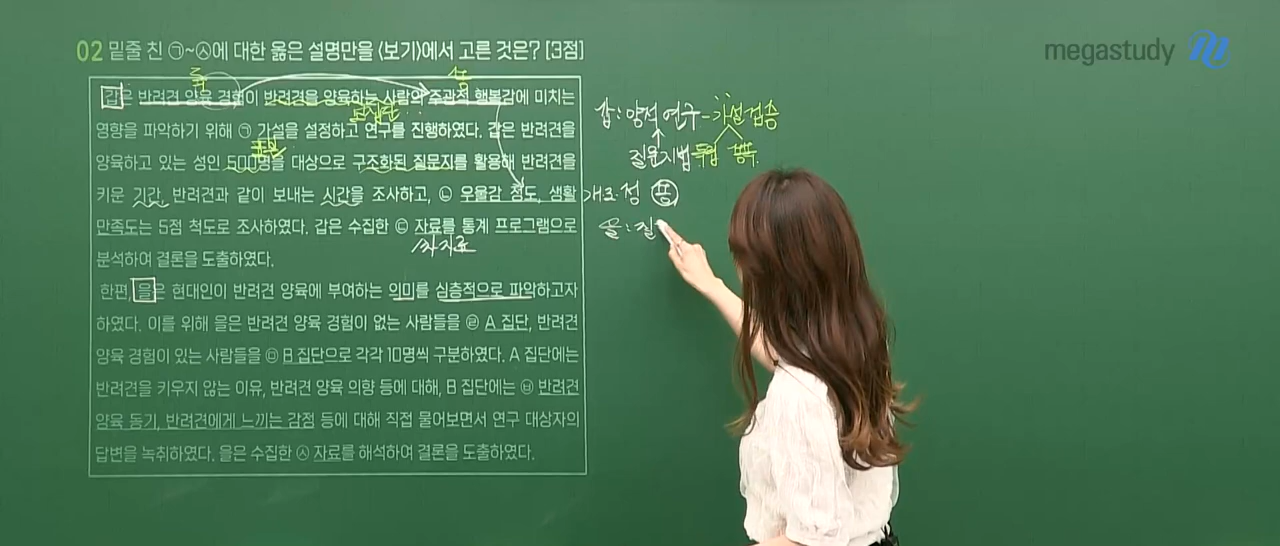 02 밑줄 친 ㉠~㉦에 대한 옳은 설명만을 〈보기〉에서 고른 것은? [3점]
megastudy
갑은 반려견 양육 경험이 반려견을 양육하는 사람의 주관적 행복감에 미치는
영향을 파악하기 위해 ㉠ 가설을 설정하고 연구를 진행하였다. 갑은 반려견을
양육하고 있는 성인 500명을 대상으로 구조화된 질문지를 활용해 반려견을
키운 기간, 반려견과 같이 보내는 시간을 조사하고, ㉡ 우울감 정도, 생활
만족도는 5점 척도로 조사하였다. 갑은 수집한 ㉢ 자료를 통계 프로그램으로
분석하여 결론을 도출하였다.
한편, 을은 현대인이 반려견 양육에 부여하는 의미를 심층적으로 파악하고자
하였다. 이를 위해 을은 반려견 양육 경험이 없는 사람들을 ㉣ A 집단, 반려견
양육 경험이 있는 사람들을 ㉤ B 집단으로 각각 10명씩 구분하였다. A 집단에는
반려견을 키우지 않는 이유, 반려견 양육 의향 등에 대해, B 집단에는 ㉥ 반려견
양육 동기, 반려견에게 느끼는 감정 등에 대해 직접 물어보면서 연구 대상자의
답변을 녹취하였다. 을은 수집한 ㉦ 자료를 해석하여 결론을 도출하였다.
독
종
모집단
표본
갑 : 양적 연구 - 가설검증
질문지법 독립 종속
개조·정
을 : 질